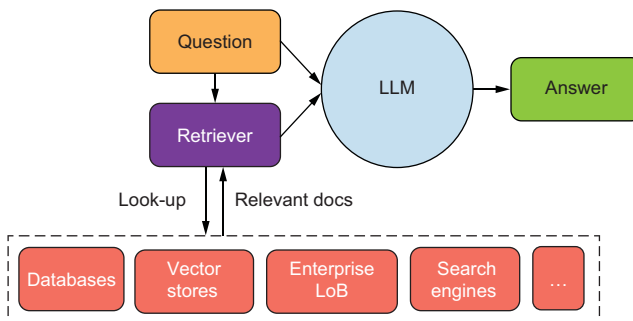 Question
LLM
Answer
Retriever
Look-up
Relevant docs
Databases
Vector
stores
Enterprise
LoB
Search
engines
...